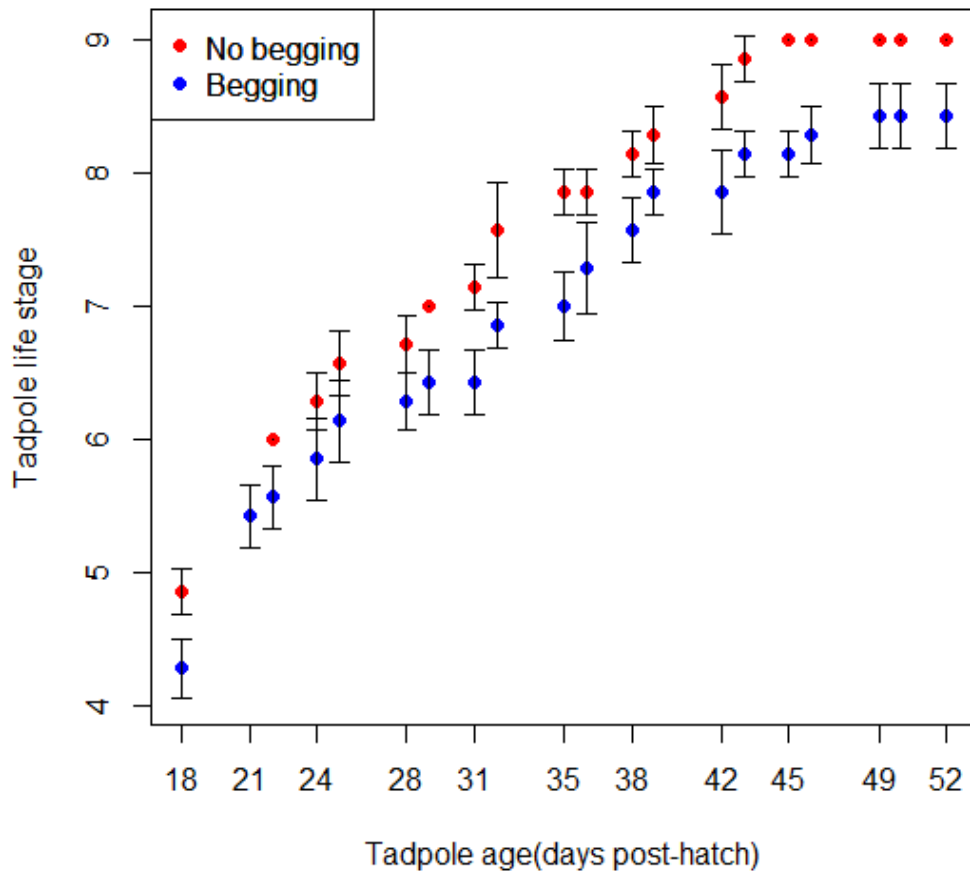 No begging
Begging
9
8
7
6
5
4
Tadpole life stage
18 21 24 28 31 35 38 42 45 49 52
Tadpole age(days post-hatch)